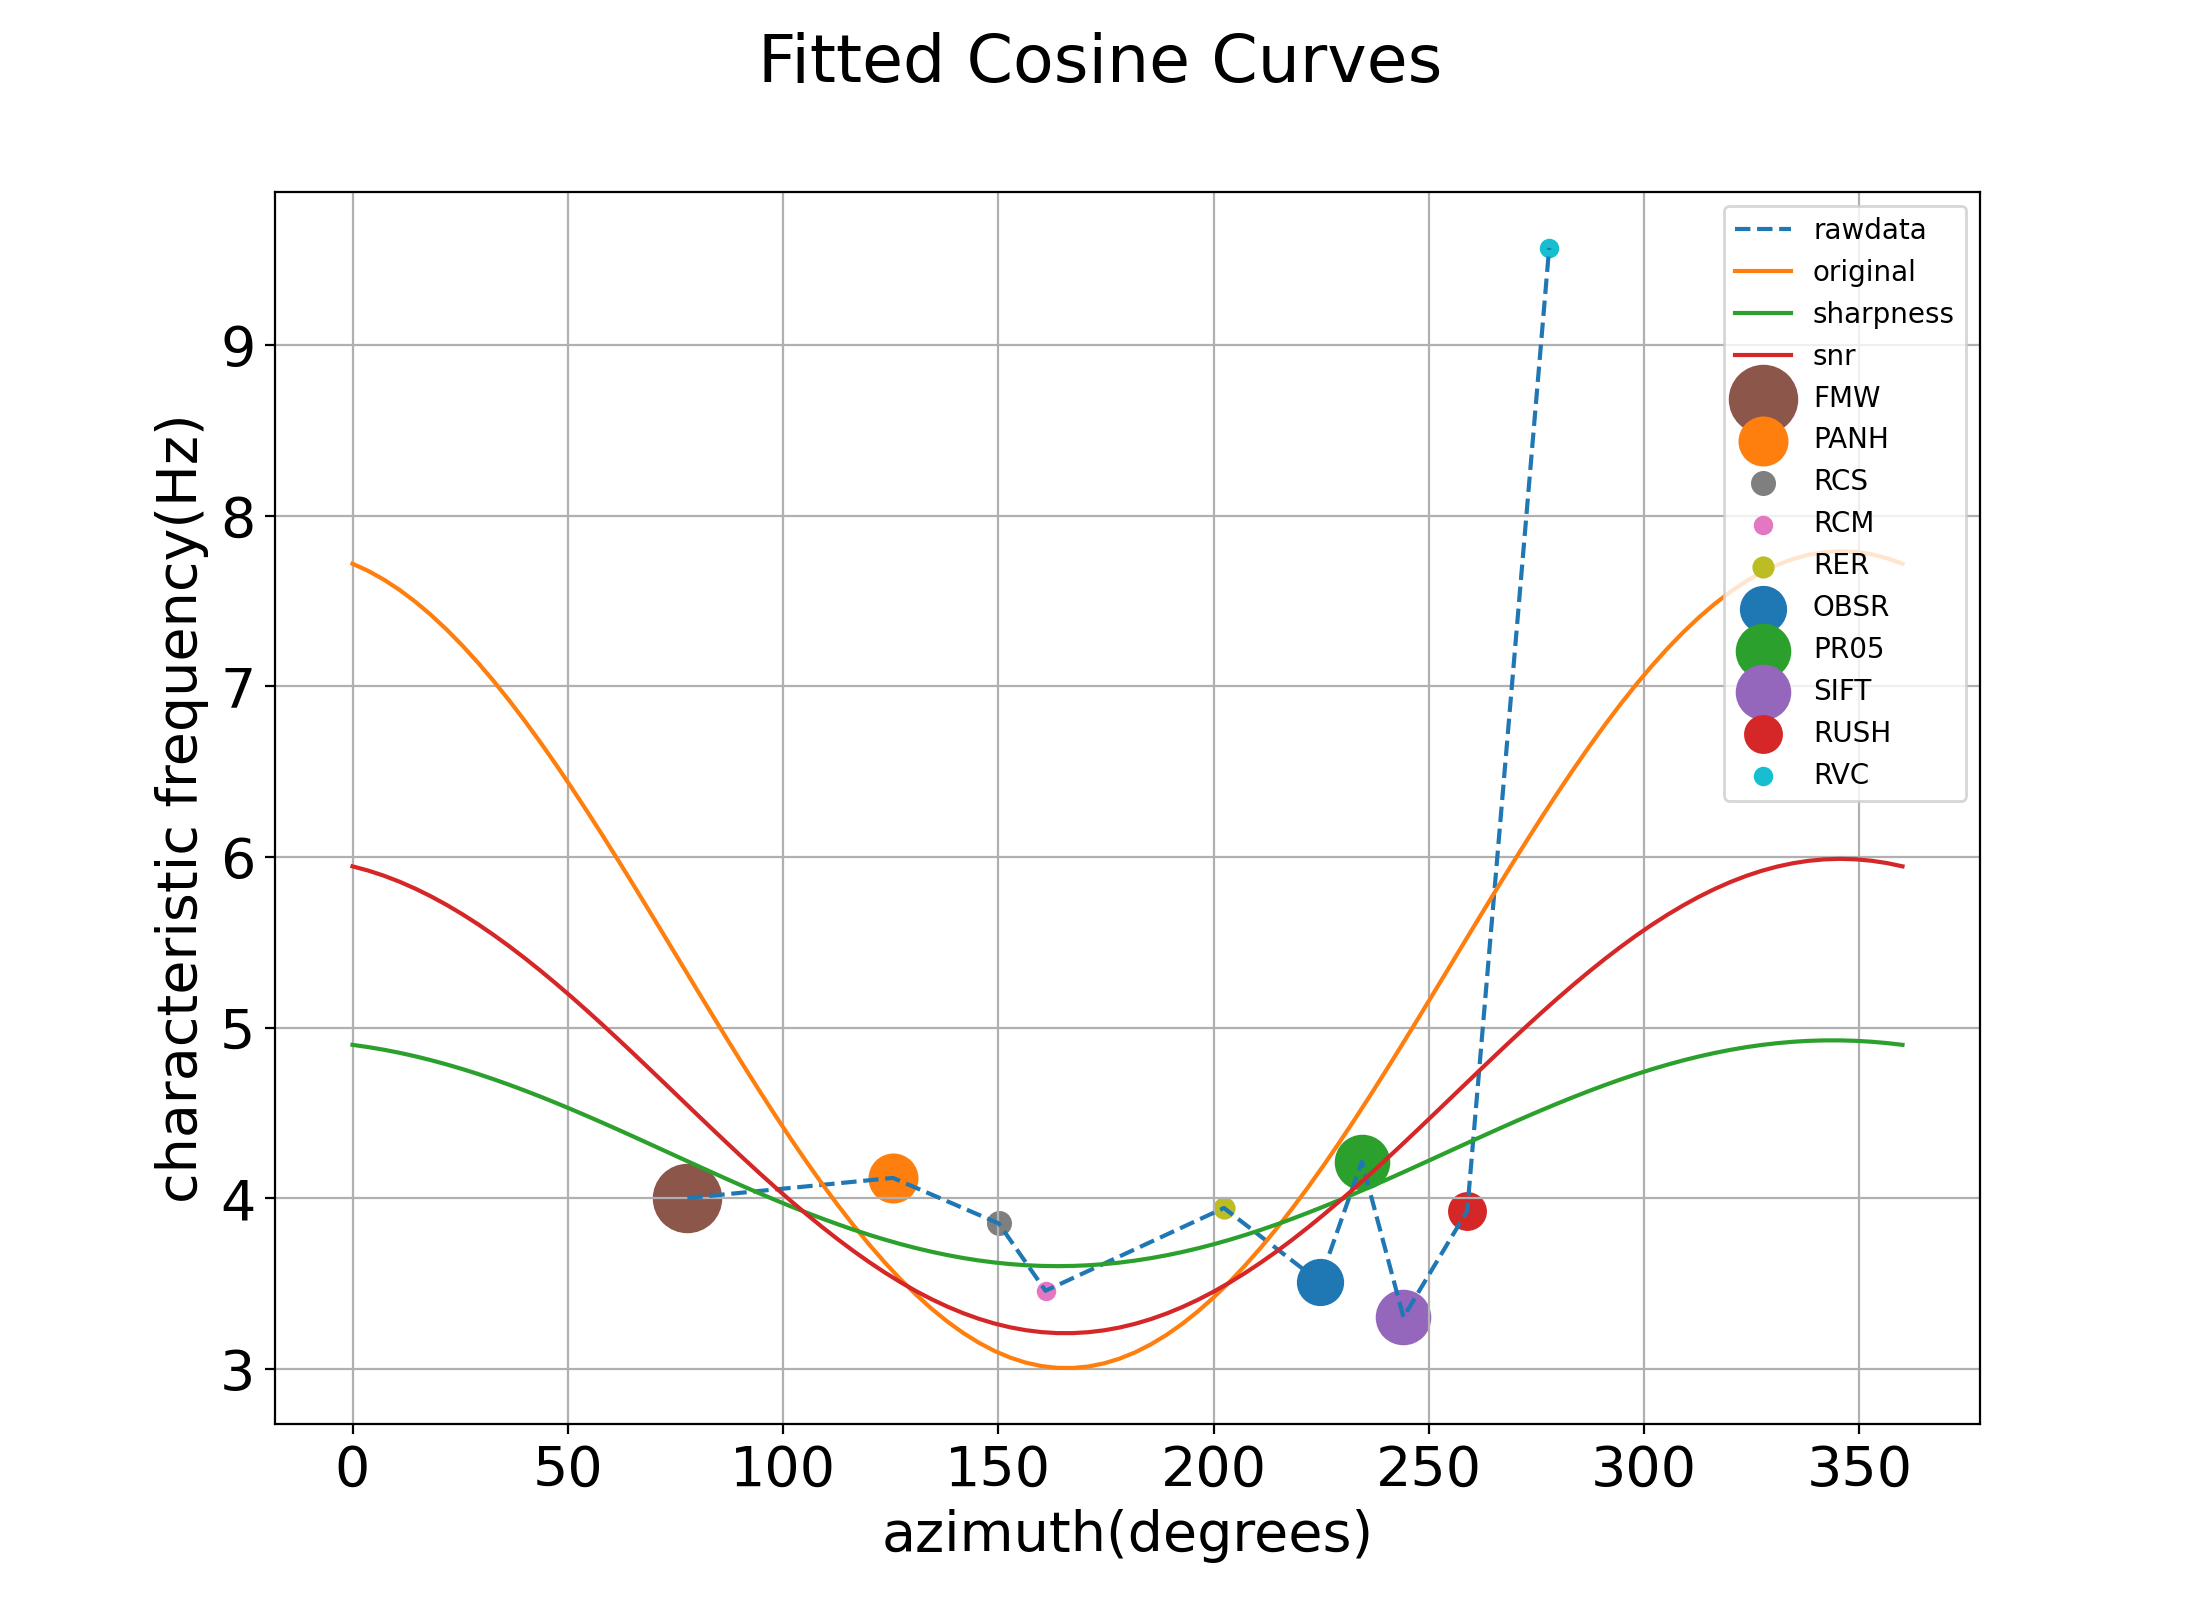 Fitted Cosine Curves
characteristic frequency(Hz)
9
8
7
6
5
4
3
0 50 100 150 200 250 300 350
azimuth(degrees)
rawdata
original
sharpness
snr
FMW
PANH
RCS
RCM
RER
OBSR
PR05
SIFT
RUSH
RVC